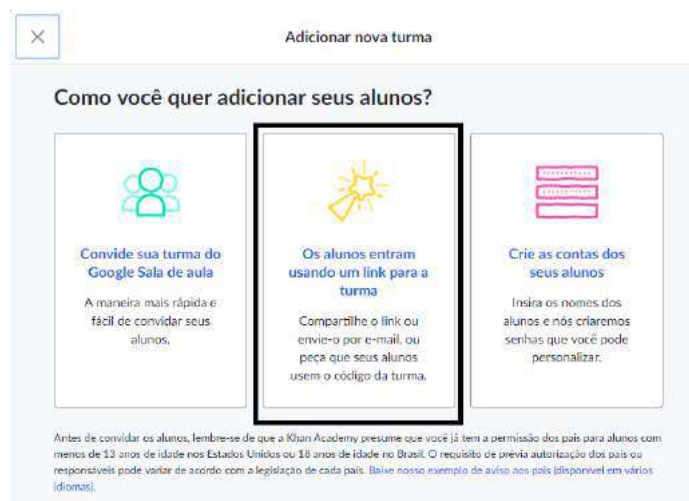 Adicionar nova turma
Como você quer adicionar seus alunos?
Convide sua turma do
Google Sala de aula
A maneira mais rápida e
fácil de convidar seus
alunos.
Os alunos entram
usando um link para a
turma
Compartilhe o link ou
envie-o por e-mail, ou
peça que seus alunos
usem o código da turma.
Crie as contas dos
seus alunos
Insira os nomes dos
alunos e nós criaremos
senhas que você pode
personalizar.
Antes de convidar os alunos, lembre-se de que a Khan Academy presume que você já tem a permissão dos pais para alunos com
menos de 13 anos de idade nos Estados Unidos ou 18 anos de idade no Brasil. O requisito de prévia autorização dos pais ou
responsáveis pode variar de acordo com a legislação de cada país. Baixe nosso exemplo de aviso aos pais (disponível em vários
idiomas).